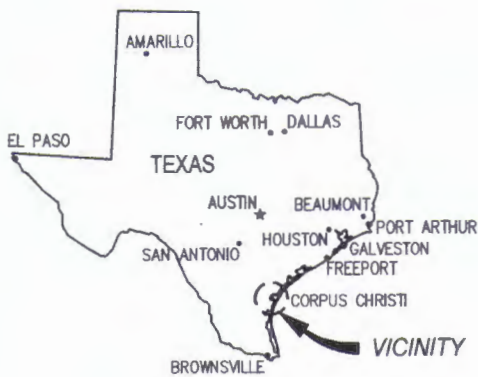 AMARILLO
FORT WORTH DALLAS
EL PASO
TEXAS
AUSTIN
BEAUMONT
PORT ARTHUR
HOUSTON
GALVESTON
SAN ANTONIO
FREEPORT
CORPUS CHRISTI
VICINITY
BROWNSVILLE